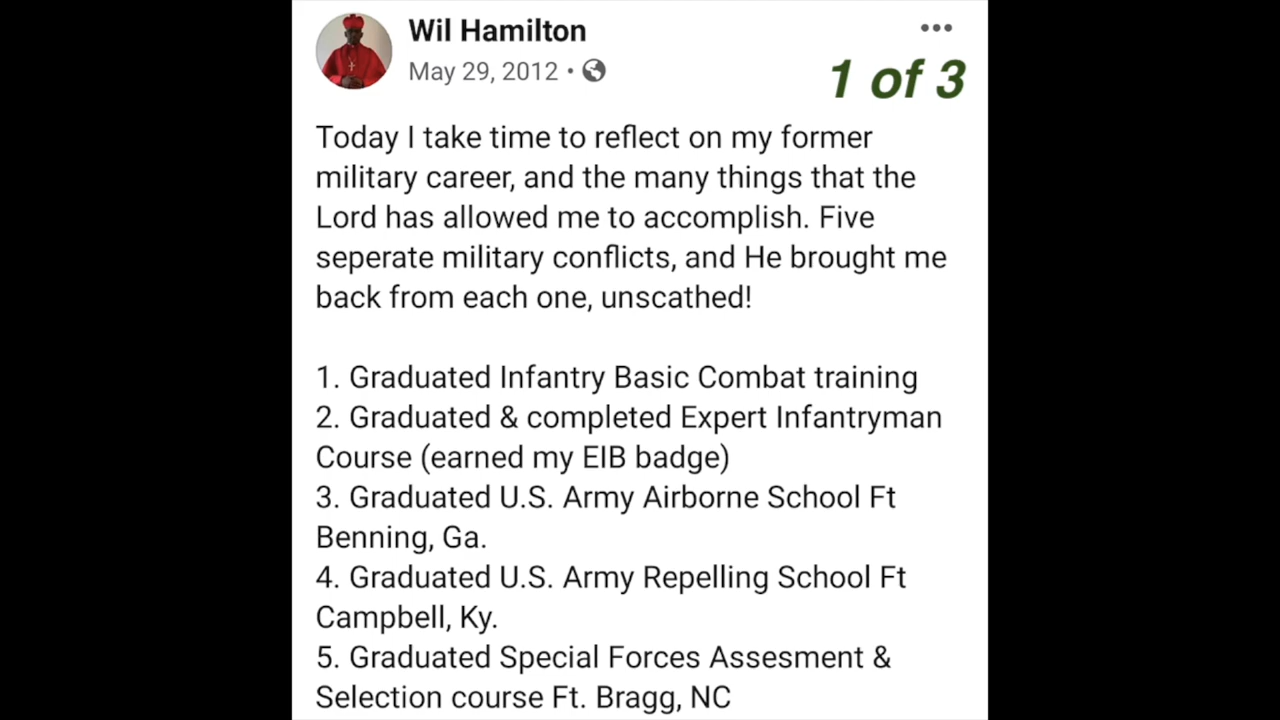 Wil Hamilton
May 29, 2012 •
1 of 3
Today I take time to reflect on my former
military career, and the many things that the
Lord has allowed me to accomplish. Five
seperate military conflicts, and He brought me
back from each one, unscathed!
1. Graduated Infantry Basic Combat training
2. Graduated & completed Expert Infantryman
Course (earned my EIB badge)
3. Graduated U.S. Army Airborne School Ft
Benning, Ga.
4. Graduated U.S. Army Repelling School Ft
Campbell, Ky.
5. Graduated Special Forces Assesment &
Selection course Ft. Bragg, NC